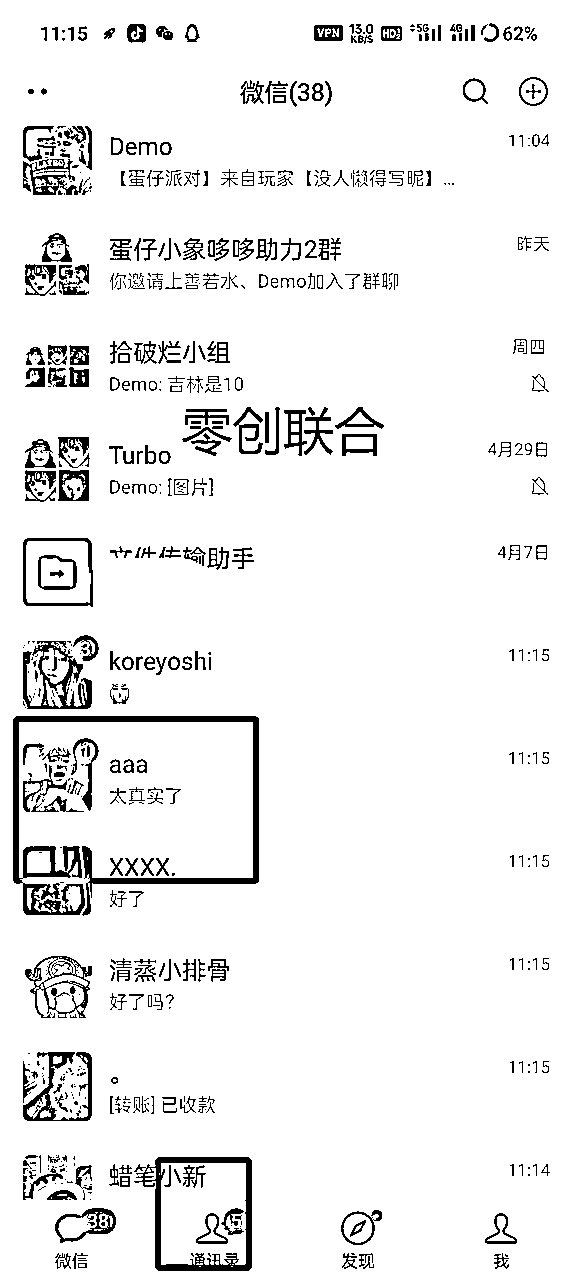 11:15 VPN 13.0 KB/S HD 5G 4G 62%
微信(38)
Demo 11:04
【蛋仔派对】来自玩家【没人懒得写呢】...
蛋仔小象哆哆助力2群 昨天
你邀请上善若水、Demo加入了群聊
拾破烂小组 周四
Demo: 吉林是10
零创联合
Turbo 4月29日
Demo: [图片]
文件传输助手 4月7日
koreyoshi 11:15
3
aaa 11:15
太真实了
XXXX. 11:15
好了
清蒸小排骨 11:15
好了吗?
。 11:15
[转账] 已收款
蜡笔小新 11:14
38 5
微信 通讯录 发现 我